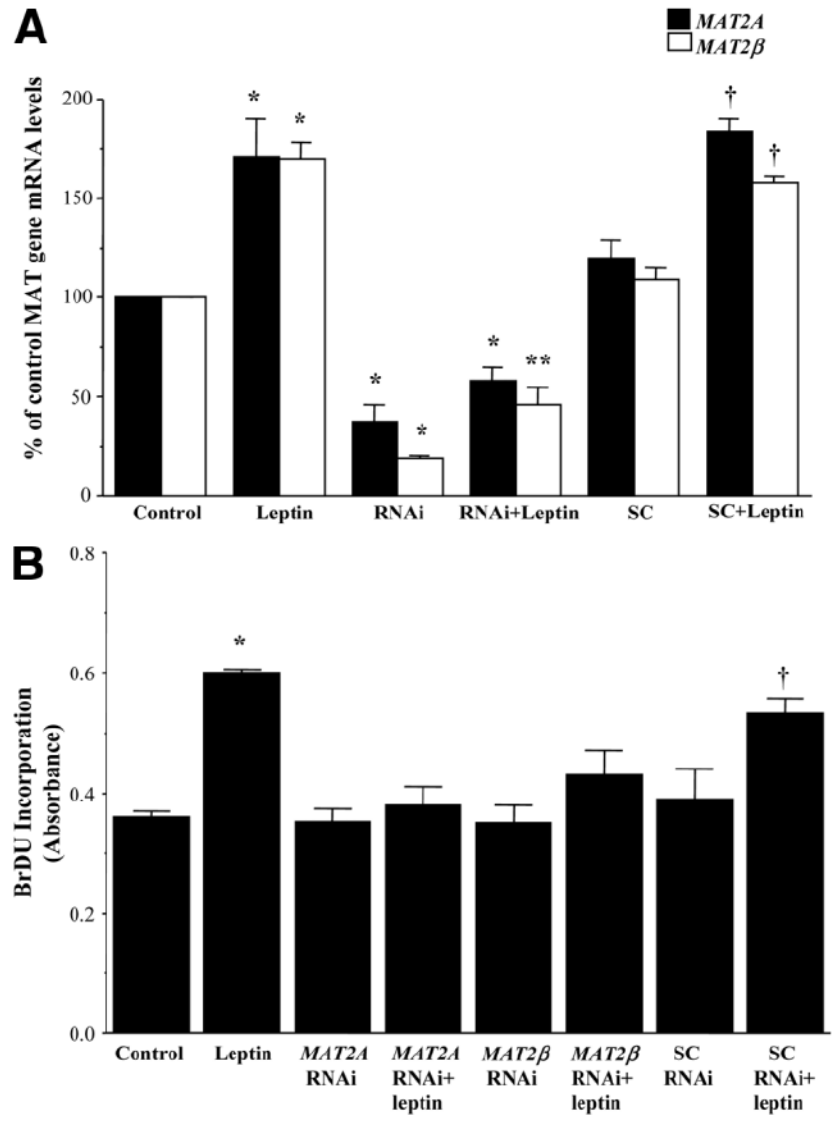 A
MAT2A
MAT2β
% of control MAT gene mRNA levels
200
150
100
50
0
* * * * * ** † †
Control Leptin RNAi RNAi+Leptin SC SC+Leptin
B
BrDU Incorporation
(Absorbance)
0.8
0.6
0.4
0.2
0.0
* †
Control Leptin MAT2A MAT2A MAT2β MAT2β SC SC
RNAi RNAi+ RNAi RNAi+ RNAi RNAi+
leptin leptin leptin